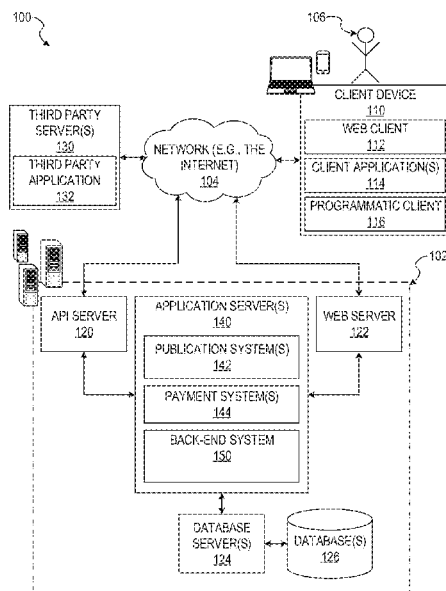 100
106
CLIENT DEVICE
110
WEB CLIENT
112
CLIENT APPLICATION(S)
114
PROGRAMMATIC CLIENT
116
THIRD PARTY
SERVER(S)
130
THIRD PARTY
APPLICATION
132
NETWORK (E.G., THE
INTERNET)
104
102
API SERVER
120
APPLICATION SERVER(S)
140
PUBLICATION SYSTEM(S)
142
PAYMENT SYSTEM(S)
144
BACK-END SYSTEM
150
WEB SERVER
122
DATABASE
SERVER(S)
124
DATABASE(S)
126